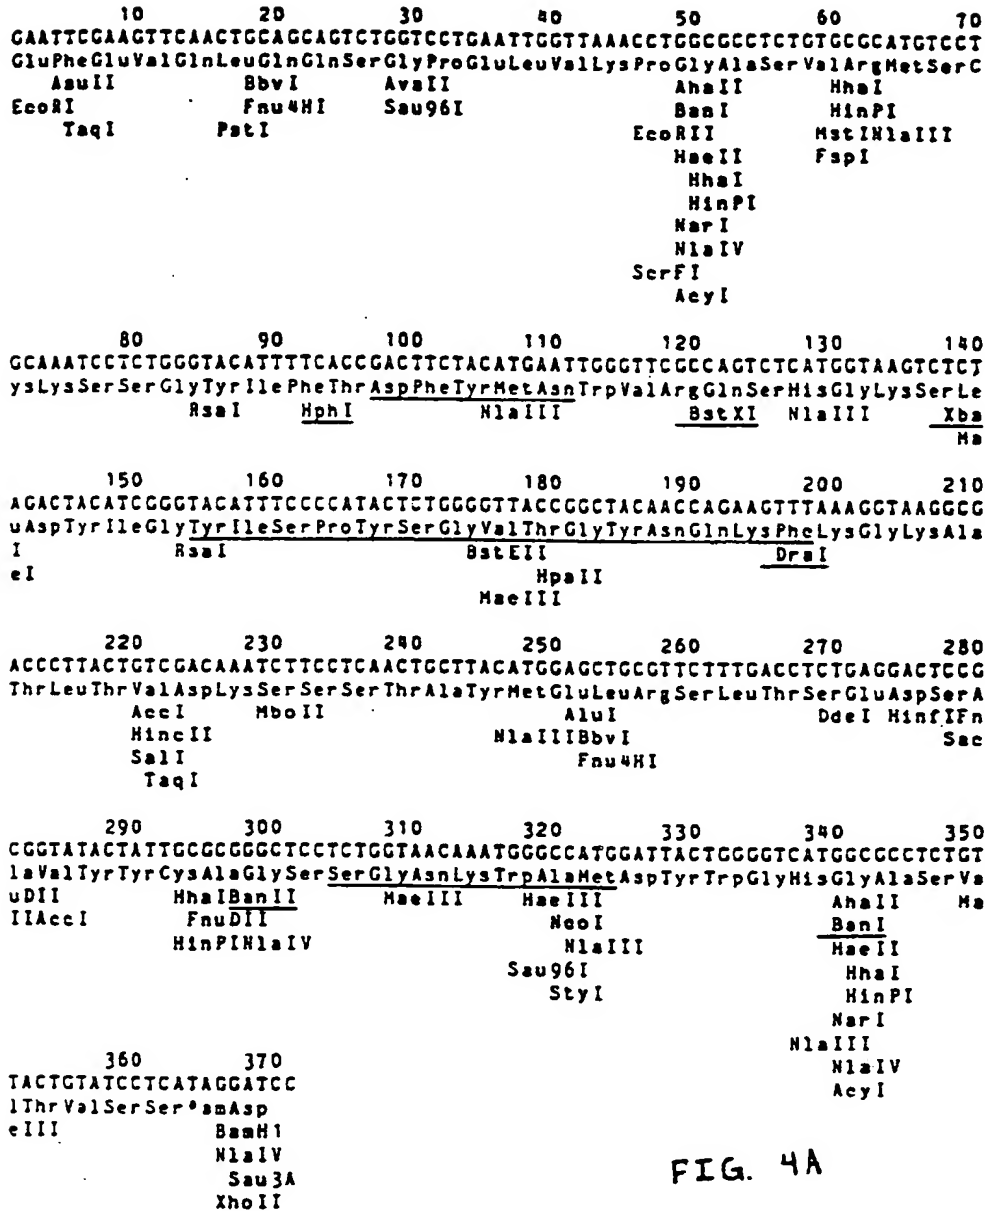 10 20 30 40 50 60 70
GAATTCGAAGTTCAACTGCAGCAGTCTGGTCCTGAATTGGTTAAACCTGGCGCCTCTGTGCGCATGTCCT
GluPheGluValGlnLeuGlnGlnSerGlyProGluLeuValLysProGlyAlaSerValArgMetSerC
AsuII BbvI AvaII AhaII HhaI
EcoRI Fnu4HI Sau96I BanI HinPI
TaqI PstI EcoRII MstINlaIII
HaeII FspI
HhaI
HinPI
NarI
NlaIV
ScrFI
AcyI
80 90 100 110 120 130 140
GCAAATCCTCTGGGTACATTTTCACCGACTTCTACATGAATTGGGTTCGCCAGTCTCATGGTAAGTCTCT
ysLysSerSerGlyTyrIlePheThrAspPheTyrMetAsnTrpValArgGlnSerHisGlyLysSerLe
RsaI HphI NlaIII BstXI NlaIII Xba
Ma
150 160 170 180 190 200 210
AGACTACATCGGGTACATTTCCCCATACTCTGGGGTTACCGGCTACAACCAGAAGTTTAAAGGTAAGGCG
uAspTyrIleGlyTyrIleSerProTyrSerGlyValThrGlyTyrAsnGlnLysPheLysGlyLysAla
I RsaI BstEII DraI
eI HpaII
MaeIII
220 230 240 250 260 270 280
ACCCTTACTGTCGACAAATCTTCCTCAACTGCTTACATGGAGCTGCGTTCTTTGACCTCTGAGGACTCCG
ThrLeuThrValAspLysSerSerSerThrAlaTyrMetGluLeuArgSerLeuThrSerGluAspSerA
AccI MboII AluI DdeI HinfIFn
HincII NlaIIIBbvI Sac
SalI Fnu4HI
TaqI
290 300 310 320 330 340 350
CGGTATACTATTGCGCGGGCTCCTCTGGTAACAAATGGGCCATGGATTACTGGGGTCATGGCGCCTCTGT
laValTyrTyrCysAlaGlySerSerGlyAsnLysTrpAlaMetAspTyrTrpGlyHisGlyAlaSerVa
uDII HhaIBanII MaeIII HaeIII AhaII Ma
IIAccI FnuDII NcoI BanI
HinPINlaIV NlaIII HaeII
Sau96I HhaI
StyI HinPI
NarI
NlaIII
NlaIV
AcyI
360 370
TACTGTATCCTCATAGGATCC
lThrValSerSer*amAsp
eIII BamH1
NlaIV
Sau3A
XhoII
FIG. 4A